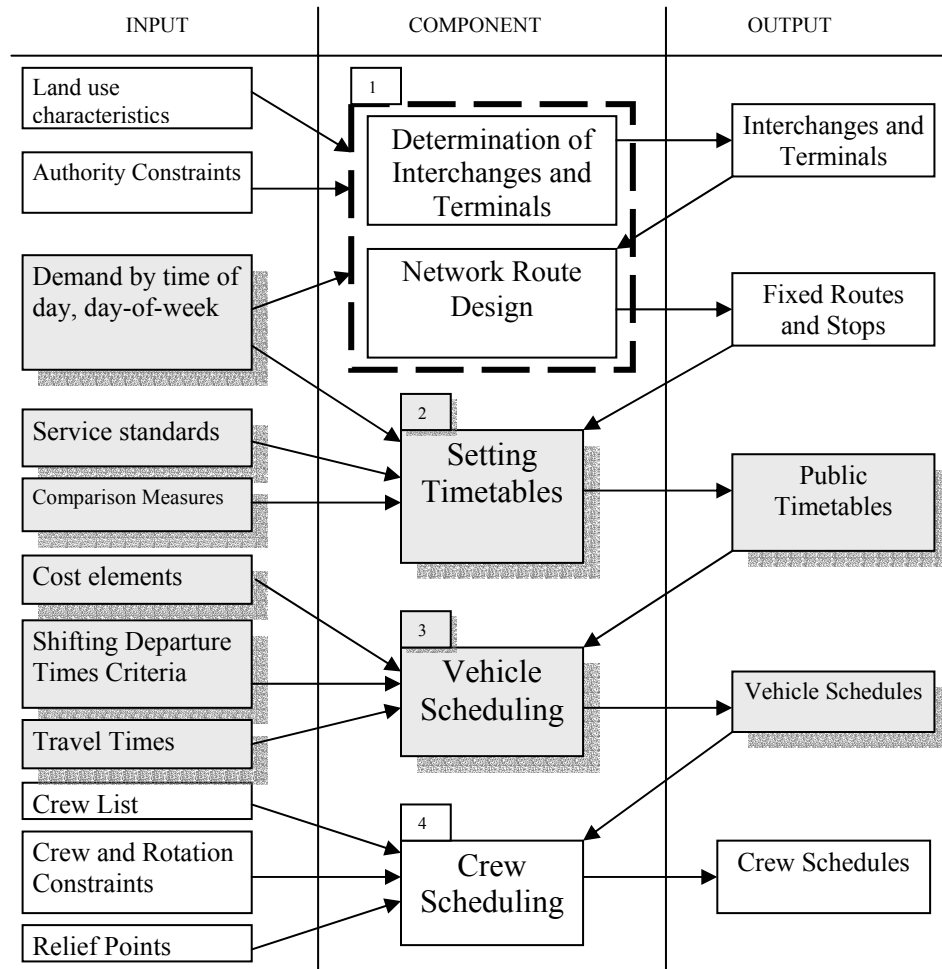 INPUT
COMPONENT
OUTPUT
Land use
characteristics
Authority Constraints
Demand by time of
day, day-of-week
Service standards
Comparison Measures
Cost elements
Shifting Departure
Times Criteria
Travel Times
Crew List
Crew and Rotation
Constraints
Relief Points
1
Determination of
Interchanges and
Terminals
Network Route
Design
2
Setting
Timetables
3
Vehicle
Scheduling
4
Crew
Scheduling
Interchanges and
Terminals
Fixed Routes
and Stops
Public
Timetables
Vehicle Schedules
Crew Schedules